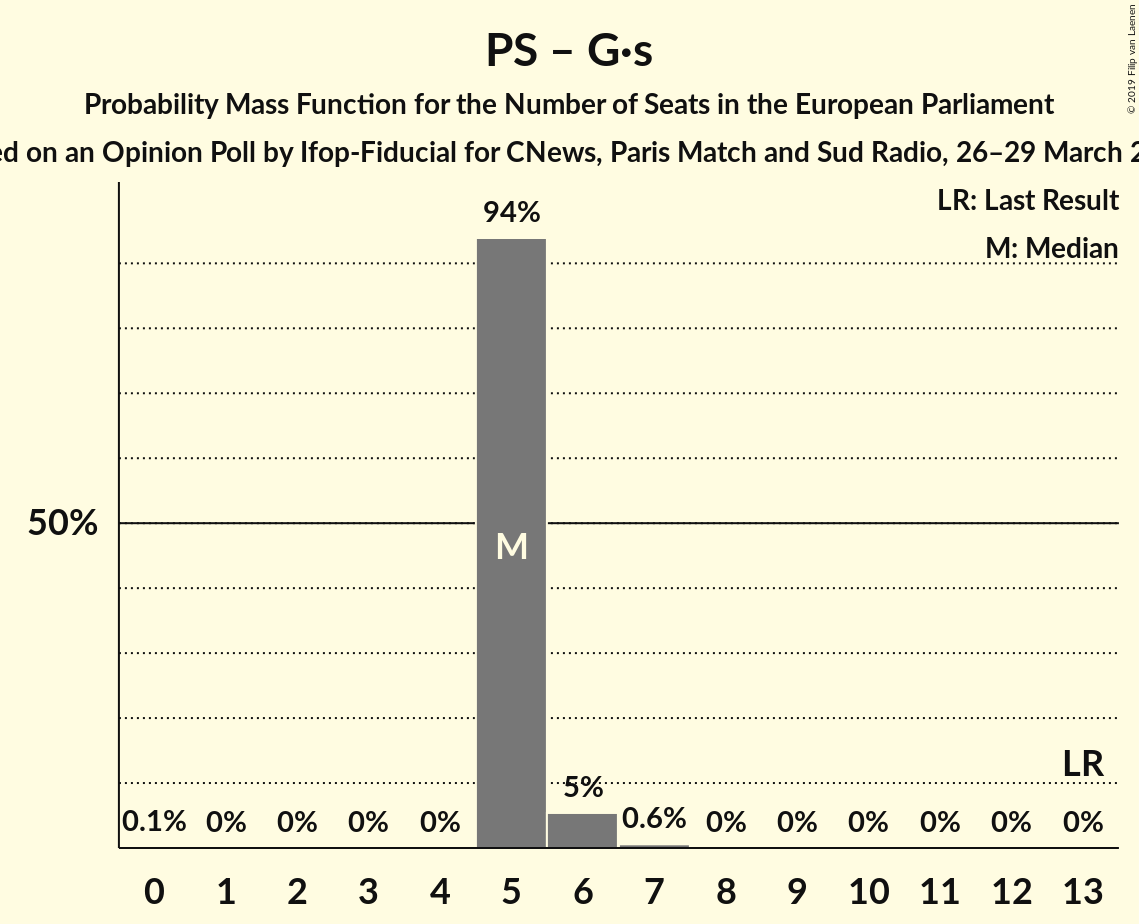 PS – G·s
Probability Mass Function for the Number of Seats in the European Parliament
on an Opinion Poll by Ifop-Fiducial for CNews, Paris Match and Sud Radio, 26–29 March
© 2019 Filip van Laenen
LR: Last Result
M: Median
94%
50%
M
LR
0.1% 0% 0% 0% 0% 5% 0.6% 0% 0% 0% 0% 0% 0%
0 1 2 3 4 5 6 7 8 9 10 11 12 13